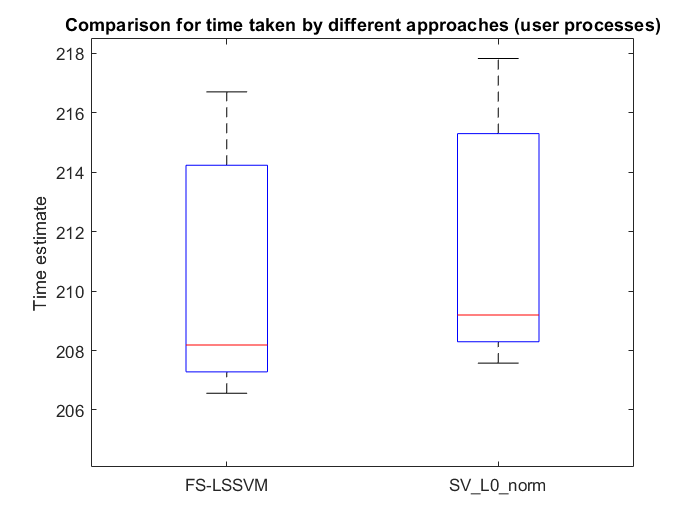 Comparison for time taken by different approaches (user processes)
218
216
214
212
210
208
206
Time estimate
FS-LSSVM
SV_L0_norm